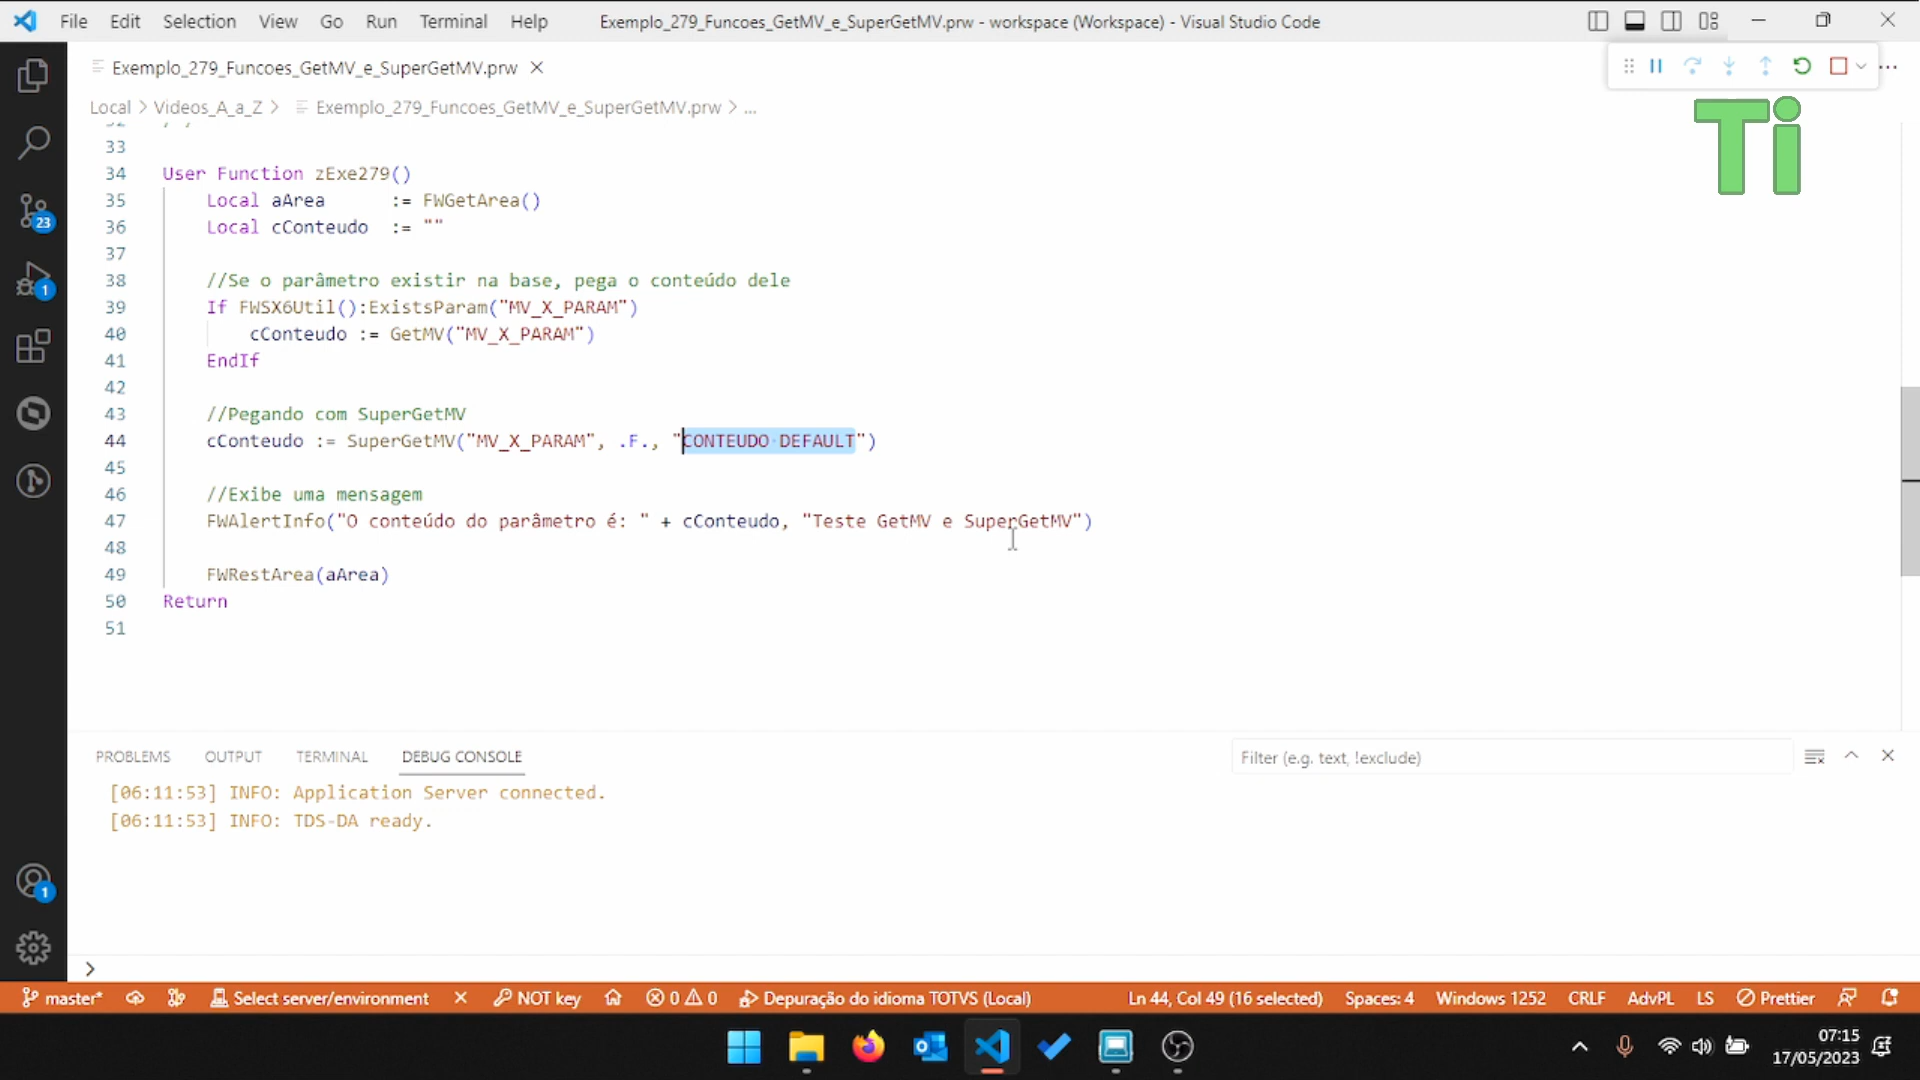 File Edit Selection View Go Run Terminal Help Exemplo_279_Funcoes_GetMV_e_SuperGetMV.prw - workspace (Workspace) - Visual Studio Code
Exemplo_279_Funcoes_GetMV_e_SuperGetMV.prw
Local > Videos_A_a_Z > Exemplo_279_Funcoes_GetMV_e_SuperGetMV.prw > ...
Ti
33
34 User Function zExe279()
35 Local aArea := FWGetArea()
36 Local cConteudo := ""
37
38 //Se o parâmetro existir na base, pega o conteúdo dele
39 If FWSX6Util():ExistsParam("MV_X_PARAM")
40 cConteudo := GetMV("MV_X_PARAM")
41 EndIf
42
43 //Pegando com SuperGetMV
44 cConteudo := SuperGetMV("MV_X_PARAM", .F., "CONTEUDO DEFAULT")
45
46 //Exibe uma mensagem
47 FWAlertInfo("O conteúdo do parâmetro é: " + cConteudo, "Teste GetMV e SuperGetMV")
48
49 FWRestArea(aArea)
50 Return
51
23
1
1
PROBLEMS OUTPUT TERMINAL DEBUG CONSOLE Filter (e.g. text, !exclude)
[06:11:53] INFO: Application Server connected.
[06:11:53] INFO: TDS-DA ready.
master* Select server/environment NOT key 0 0 Depuração do idioma TOTVS (Local) Ln 44, Col 49 (16 selected) Spaces: 4 Windows 1252 CRLF AdvPL LS Prettier
07:15
17/05/2023